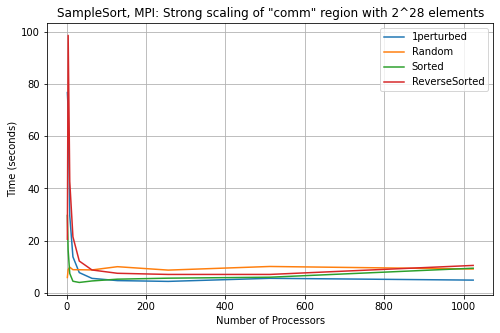 SampleSort, MPI: Strong scaling of "comm" region with 2^28 elements
1perturbed
Random
Sorted
ReverseSorted
Time (seconds)
100
80
60
40
20
0
0 200 400 600 800 1000
Number of Processors